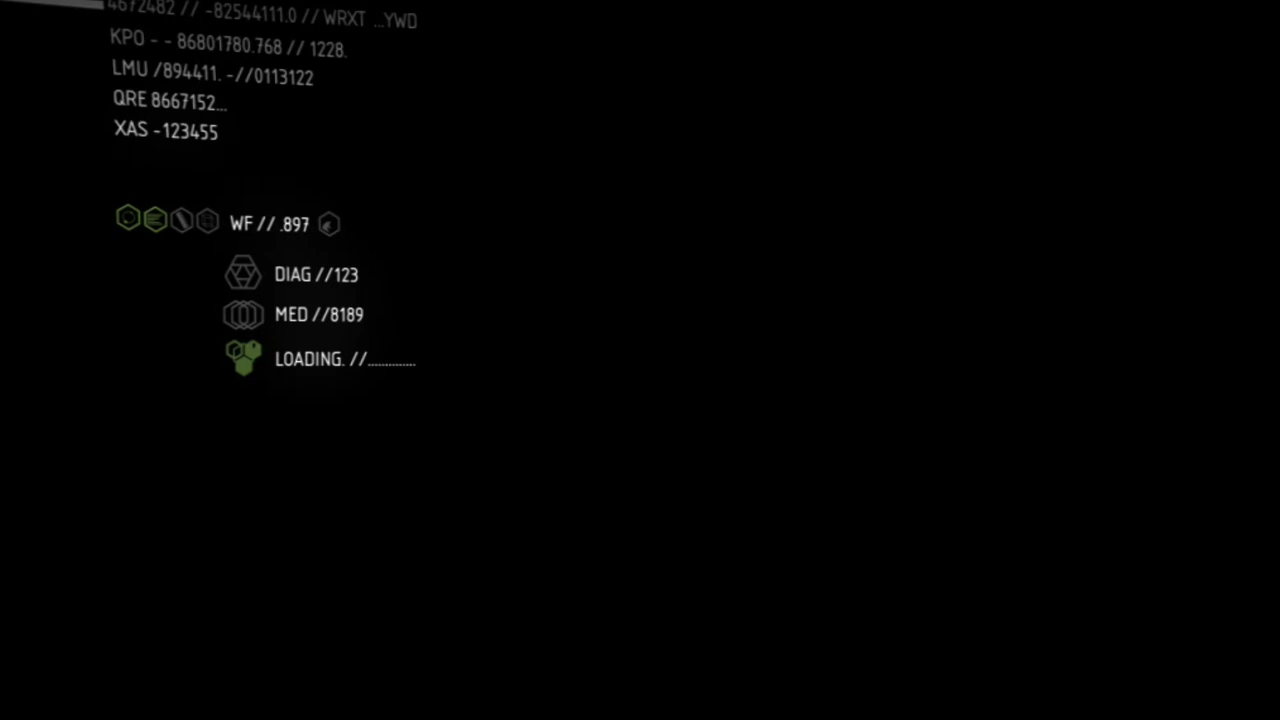 4672482 // -82544111.0 // WRXT ...YWD
KPO - - 86801780.768 // 1228.
LMU /894411. -//0113122
QRE 8667152...
XAS -123455
WF // .897
DIAG //123
MED //8189
LOADING. //..............